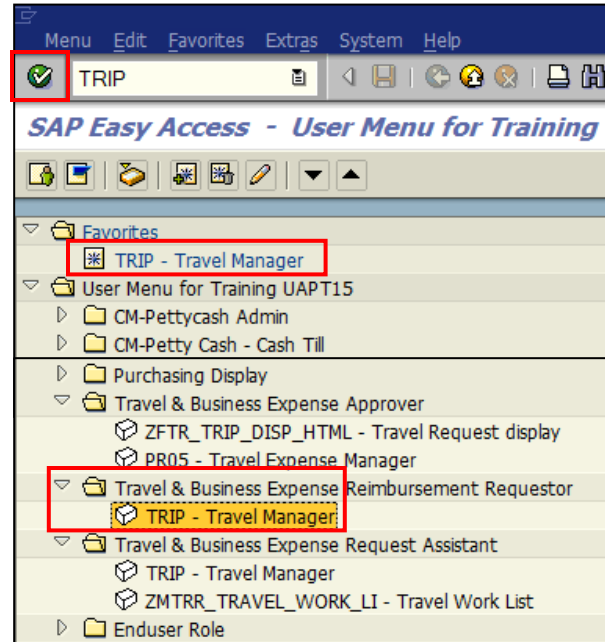 Menu Edit Favorites Extras System Help
TRIP
SAP Easy Access - User Menu for Training
Favorites
TRIP - Travel Manager
User Menu for Training UAPT15
CM-Pettycash Admin
CM-Petty Cash - Cash Till
Purchasing Display
Travel & Business Expense Approver
ZFTR_TRIP_DISP_HTML - Travel Request display
PR05 - Travel Expense Manager
Travel & Business Expense Reimbursement Requestor
TRIP - Travel Manager
Travel & Business Expense Request Assistant
TRIP - Travel Manager
ZMTRR_TRAVEL_WORK_LI - Travel Work List
Enduser Role